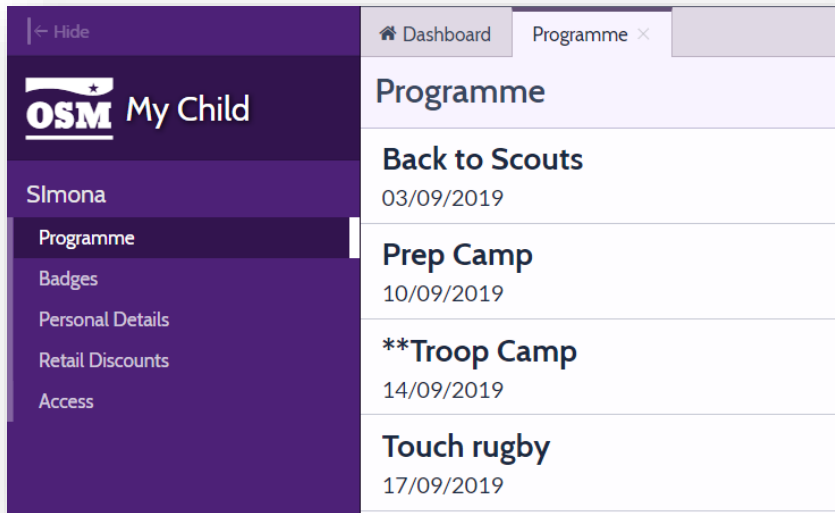 ← Hide
OSM My Child
SImona
Programme
Badges
Personal Details
Retail Discounts
Access
Dashboard Programme ×
Programme
Back to Scouts
03/09/2019
Prep Camp
10/09/2019
**Troop Camp
14/09/2019
Touch rugby
17/09/2019